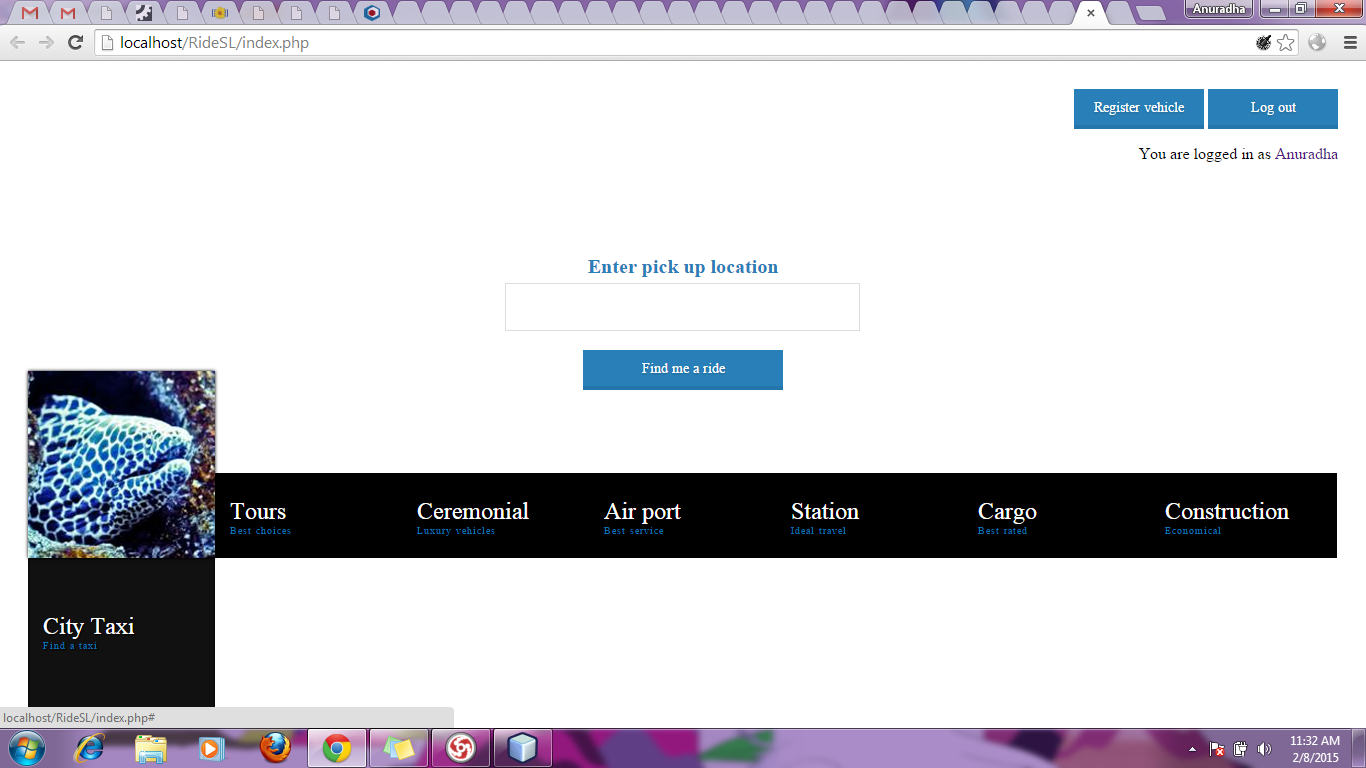 Anuradha
localhost/RideSL/index.php
Register vehicle
Log out
You are logged in as Anuradha
Enter pick up location
Find me a ride
Tours
Best choices
Ceremonial
Luxury vehicles
Air port
Best service
Station
Ideal travel
Cargo
Best rated
Construction
Economical
City Taxi
Find a taxi
localhost/RideSL/index.php#
11:32 AM
2/8/2015